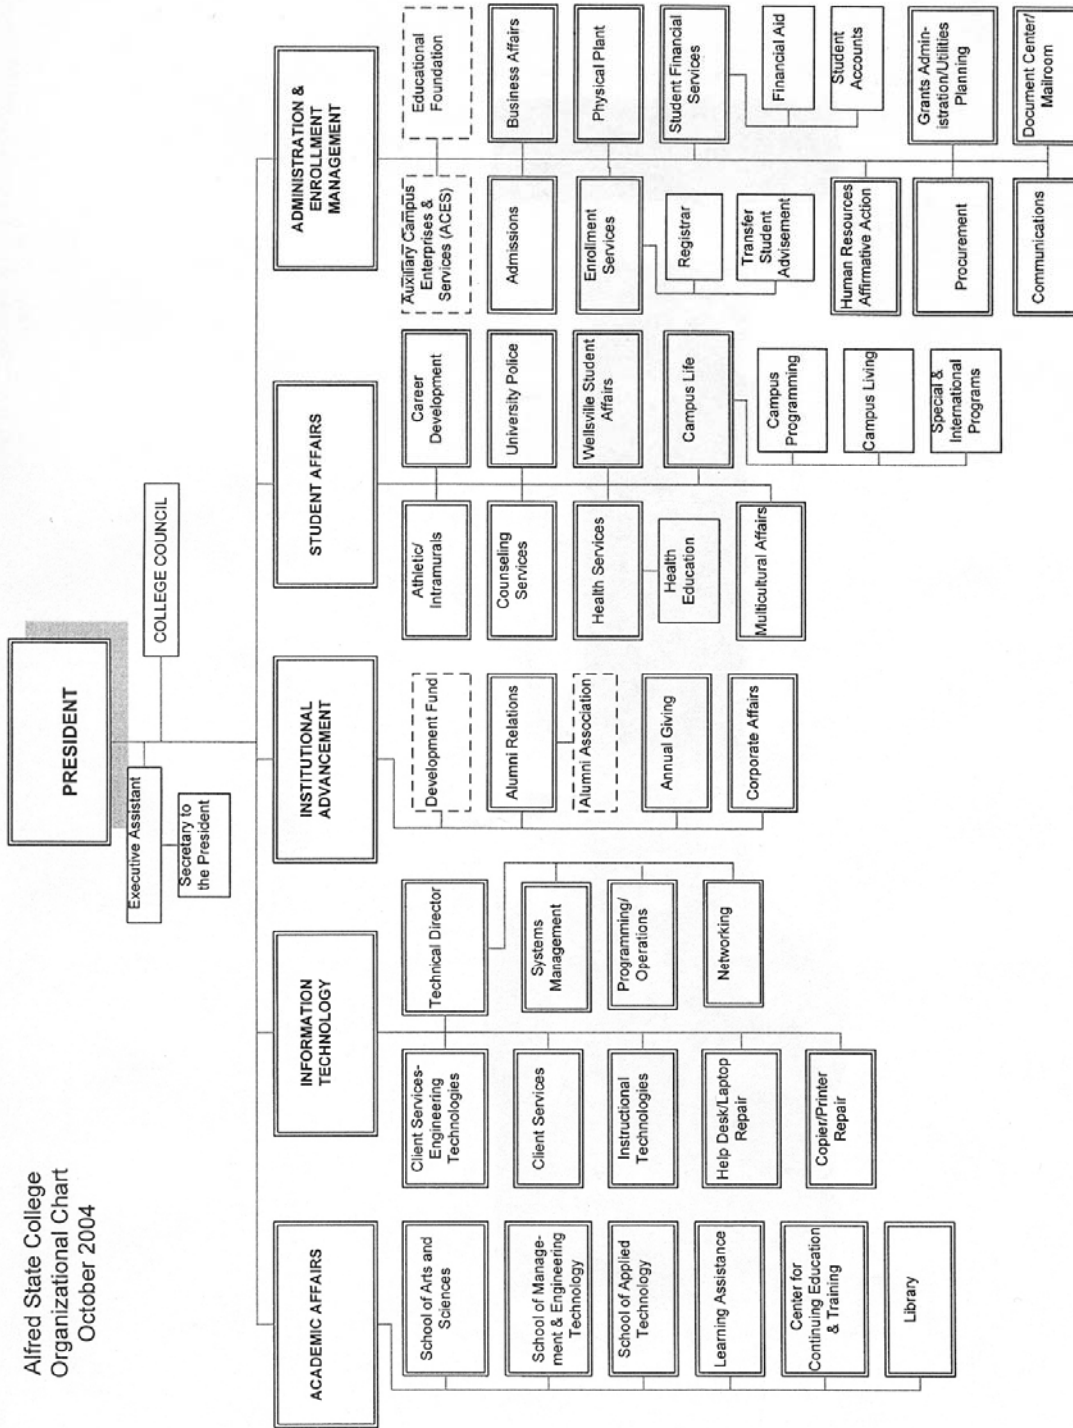 Alfred State College
Organizational Chart
October 2004
PRESIDENT
Executive Assistant
COLLEGE COUNCIL
Secretary to
the President
ACADEMIC AFFAIRS
School of Arts and
Sciences
School of Manage-
ment & Engineering
Technology
School of Applied
Technology
Learning Assistance
Center for
Continuing Education
& Training
Library
INFORMATION
TECHNOLOGY
Client Services-
Engineering
Technologies
Technical Director
Client Services
Systems
Management
Instructional
Technologies
Programming/
Operations
Help Desk/Laptop
Repair
Networking
Copier/Printer
Repair
INSTITUTIONAL
ADVANCEMENT
Development Fund
Alumni Relations
Alumni Association
Annual Giving
Corporate Affairs
STUDENT AFFAIRS
Athletic/
Intramurals
Career
Development
Counseling
Services
University Police
Health Services
Wellsville Student
Affairs
Health
Education
Campus Life
Multicultural Affairs
Campus
Programming
Campus Living
Special &
International
Programs
ADMINISTRATION &
ENROLLMENT
MANAGEMENT
Auxiliary Campus
Enterprises &
Services (ACES)
Educational
Foundation
Admissions
Business Affairs
Enrollment
Services
Physical Plant
Registrar
Student Financial
Services
Transfer
Student
Advisement
Financial Aid
Student
Accounts
Human Resources
Affirmative Action
Grants Admin-
istration/Utilities
Planning
Procurement
Document Center/
Mailroom
Communications